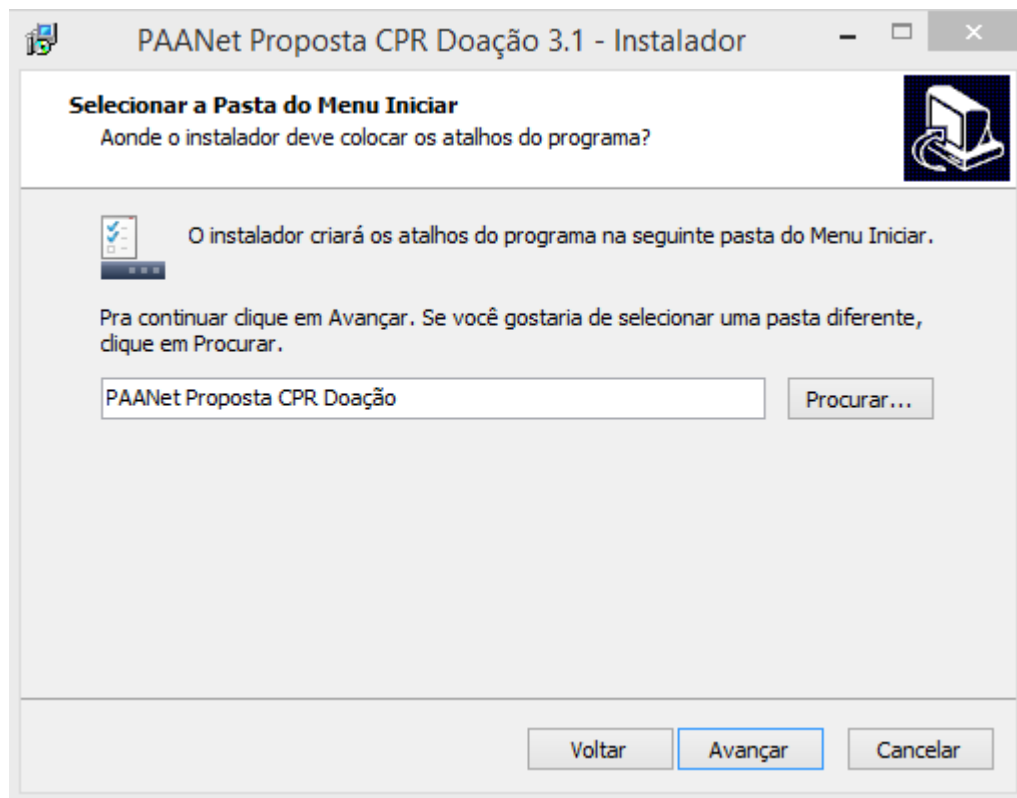 PAANet Proposta CPR Doação 3.1 - Instalador
Selecionar a Pasta do Menu Iniciar
Aonde o instalador deve colocar os atalhos do programa?
O instalador criará os atalhos do programa na seguinte pasta do Menu Iniciar.
Pra continuar clique em Avançar. Se você gostaria de selecionar uma pasta diferente,
clique em Procurar.
PAANet Proposta CPR Doação
Procurar...
Voltar
Avançar
Cancelar